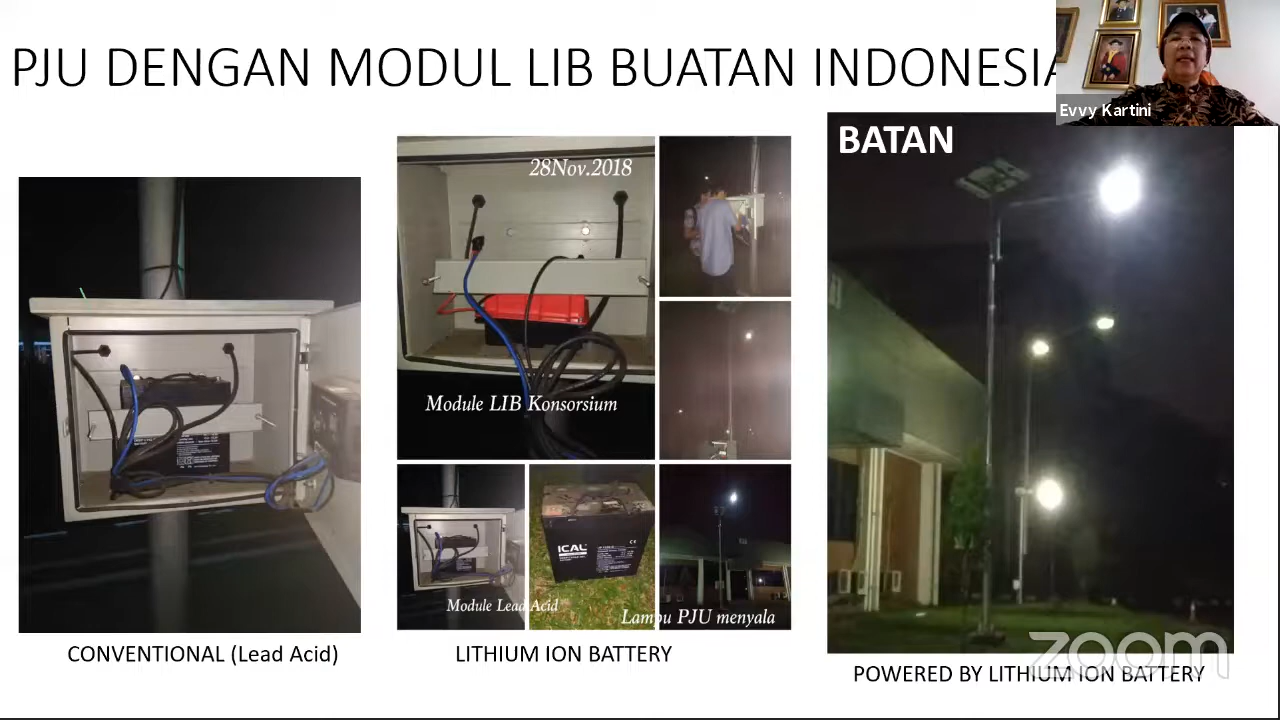 PJU DENGAN MODUL LIB BUATAN INDONESIA
Evvy Kartini
BATAN
28Nov.2018
Module LIB Konsorsium
ICAL
Module Lead Acid
Lampu PJU menyala
CONVENTIONAL (Lead Acid)
LITHIUM ION BATTERY
POWERED BY LITHIUM ION BATTERY
zoom